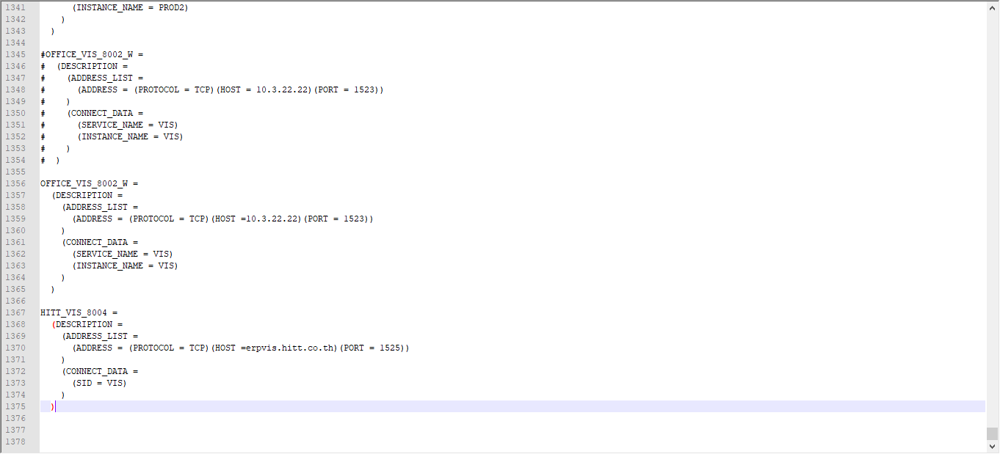 1341         (INSTANCE_NAME = PROD2)
1342       )
1343     )
1344
1345   #OFFICE_VIS_8002_W =
1346   #  (DESCRIPTION =
1347   #    (ADDRESS_LIST =
1348   #      (ADDRESS = (PROTOCOL = TCP)(HOST = 10.3.22.22)(PORT = 1523))
1349   #    )
1350   #    (CONNECT_DATA =
1351   #      (SERVICE_NAME = VIS)
1352   #      (INSTANCE_NAME = VIS)
1353   #    )
1354   #  )
1355
1356   OFFICE_VIS_8002_W =
1357     (DESCRIPTION =
1358       (ADDRESS_LIST =
1359         (ADDRESS = (PROTOCOL = TCP)(HOST =10.3.22.22)(PORT = 1523))
1360       )
1361       (CONNECT_DATA =
1362         (SERVICE_NAME = VIS)
1363         (INSTANCE_NAME = VIS)
1364       )
1365     )
1366
1367   HITT_VIS_8004 =
1368     (DESCRIPTION =
1369       (ADDRESS_LIST =
1370         (ADDRESS = (PROTOCOL = TCP)(HOST =erpvis.hitt.co.th)(PORT = 1525))
1371       )
1372       (CONNECT_DATA =
1373         (SID = VIS)
1374       )
1375     )
1376
1377
1378